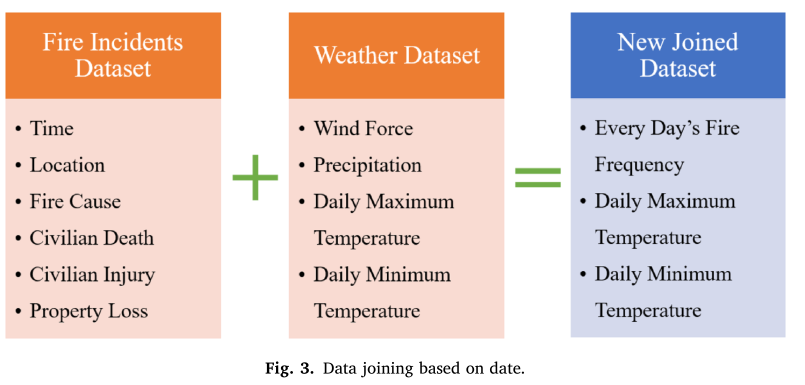 Fire Incidents
Dataset
• Time
• Location
• Fire Cause
• Civilian Death
• Civilian Injury
• Property Loss
+
Weather Dataset
• Wind Force
• Precipitation
• Daily Maximum
Temperature
• Daily Minimum
Temperature
=
New Joined
Dataset
• Every Day's Fire
Frequency
• Daily Maximum
Temperature
• Daily Minimum
Temperature
Fig. 3. Data joining based on date.